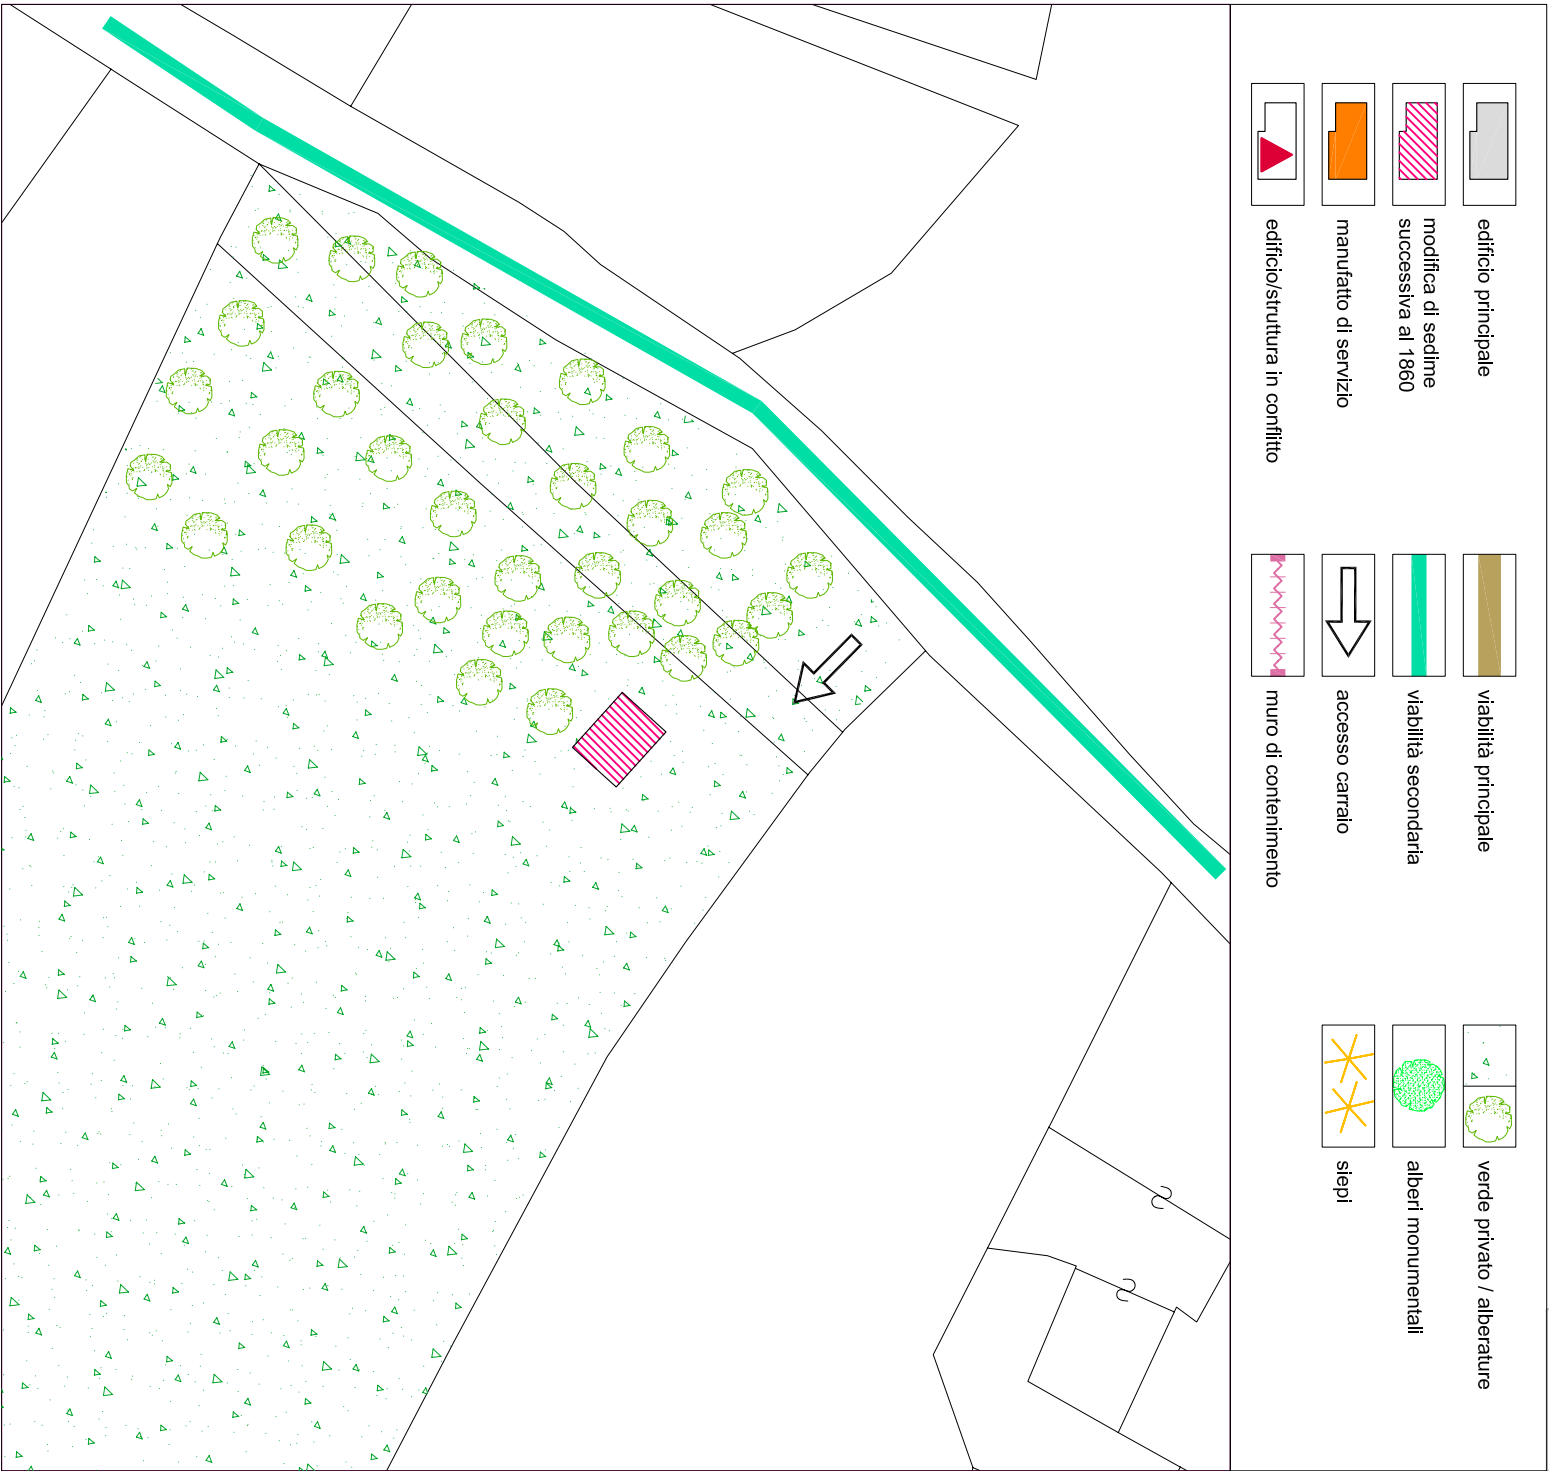 edificio principale
modifica di sedime
successiva al 1860
manufatto di servizio
edificio/struttura in conflitto
viabilità principale
viabilità secondaria
accesso carraio
muro di contenimento
verde privato / alberature
alberi monumentali
siepi